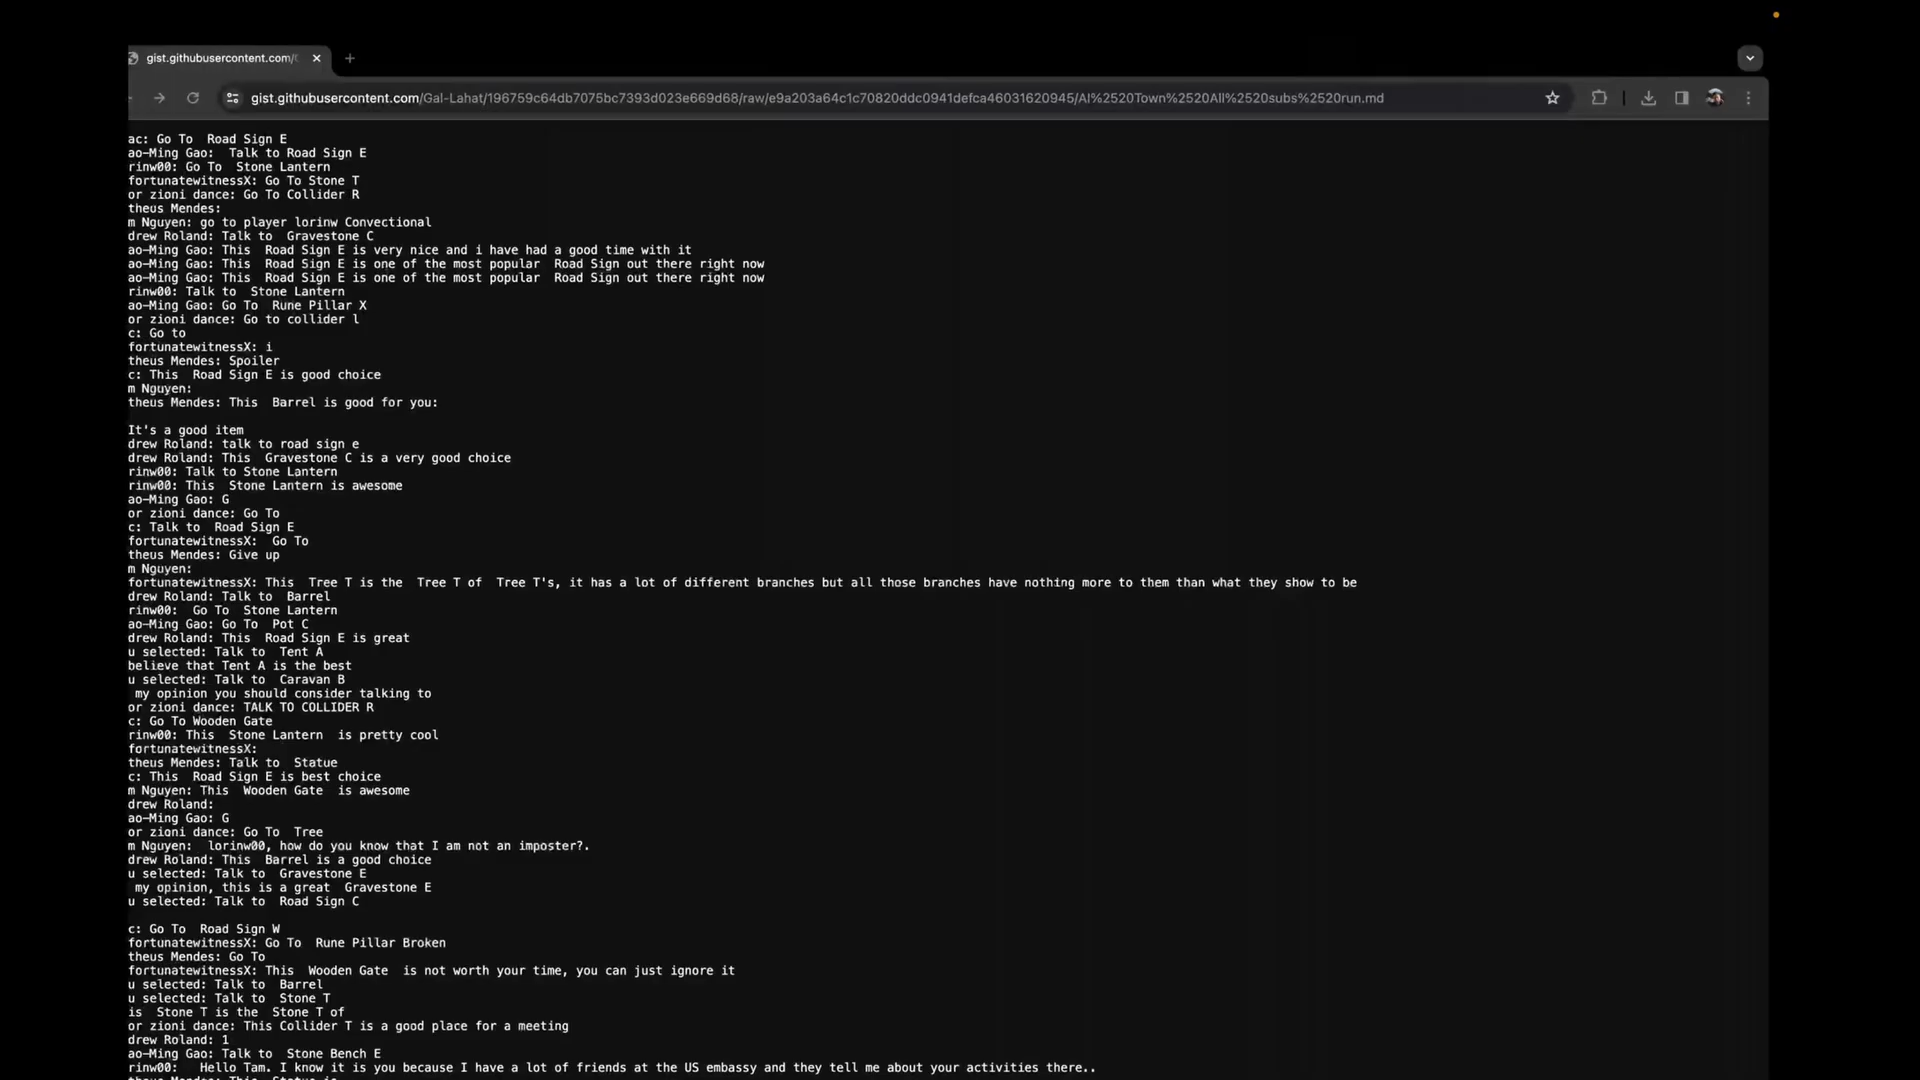 gist.githubusercontent.com/
gist.githubusercontent.com/Gal-Lahat/196759c64db7075bc7393d023e669d68/raw/e9a203a64c1c70820ddc0941defca46031620945/AI%2520Town%2520All%2520subs%2520run.md
ac: Go To  Road Sign E
ao-Ming Gao:  Talk to Road Sign E
rinw00: Go To  Stone Lantern
fortunatewitnessX: Go To Stone T
or zioni dance: Go To Collider R
theus Mendes:
m Nguyen: go to player lorinw Convectional
drew Roland: Talk to  Gravestone C
ao-Ming Gao: This  Road Sign E is very nice and i have had a good time with it
ao-Ming Gao: This  Road Sign E is one of the most popular  Road Sign out there right now
ao-Ming Gao: This  Road Sign E is one of the most popular  Road Sign out there right now
rinw00: Talk to  Stone Lantern
ao-Ming Gao: Go To  Rune Pillar X
or zioni dance: Go to collider l
c: Go to
fortunatewitnessX: i
theus Mendes: Spoiler
c: This  Road Sign E is good choice
m Nguyen:
theus Mendes: This  Barrel is good for you:
It's a good item
drew Roland: talk to road sign e
drew Roland: This  Gravestone C is a very good choice
rinw00: Talk to Stone Lantern
rinw00: This  Stone Lantern is awesome
ao-Ming Gao: G
or zioni dance: Go To
c: Talk to  Road Sign E
fortunatewitnessX:  Go To
theus Mendes: Give up
m Nguyen:
fortunatewitnessX: This  Tree T is the  Tree T of  Tree T's, it has a lot of different branches but all those branches have nothing more to them than what they show to be
drew Roland: Talk to  Barrel
rinw00:  Go To  Stone Lantern
ao-Ming Gao: Go To  Pot C
drew Roland: This  Road Sign E is great
u selected: Talk to  Tent A
believe that Tent A is the best
u selected: Talk to  Caravan B
my opinion you should consider talking to
or zioni dance: TALK TO COLLIDER R
c: Go To Wooden Gate
rinw00: This  Stone Lantern  is pretty cool
fortunatewitnessX:
theus Mendes: Talk to  Statue
c: This  Road Sign E is best choice
m Nguyen: This  Wooden Gate  is awesome
drew Roland:
ao-Ming Gao: G
or zioni dance: Go To  Tree
m Nguyen:  lorinw00, how do you know that I am not an imposter?.
drew Roland: This  Barrel is a good choice
u selected: Talk to  Gravestone E
my opinion, this is a great  Gravestone E
u selected: Talk to  Road Sign C
c: Go To  Road Sign W
fortunatewitnessX: Go To  Rune Pillar Broken
theus Mendes: Go To
fortunatewitnessX: This  Wooden Gate  is not worth your time, you can just ignore it
u selected: Talk to  Barrel
u selected: Talk to  Stone T
is  Stone T is the  Stone T of
or zioni dance: This Collider T is a good place for a meeting
drew Roland: 1
ao-Ming Gao: Talk to  Stone Bench E
rinw00:   Hello Tam. I know it is you because I have a lot of friends at the US embassy and they tell me about your activities there..